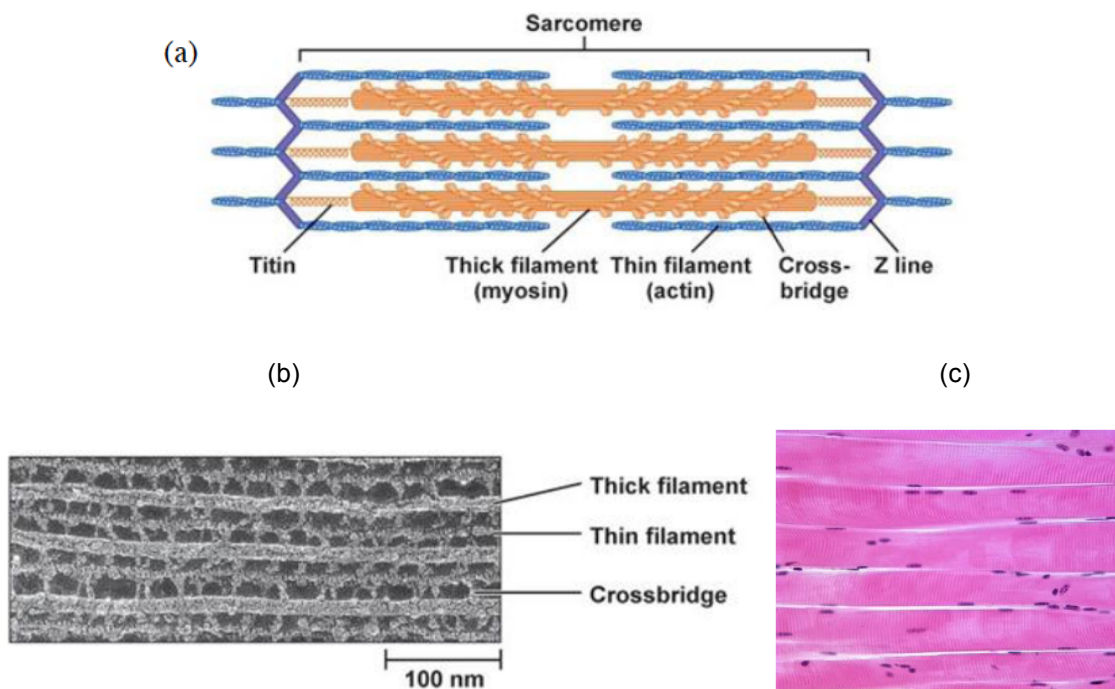 Sarcomere
(a)
Titin
Thick filament
(myosin)
Thin filament
(actin)
Cross-
bridge
Z line
(b)
(c)
Thick filament
Thin filament
Crossbridge
100 nm